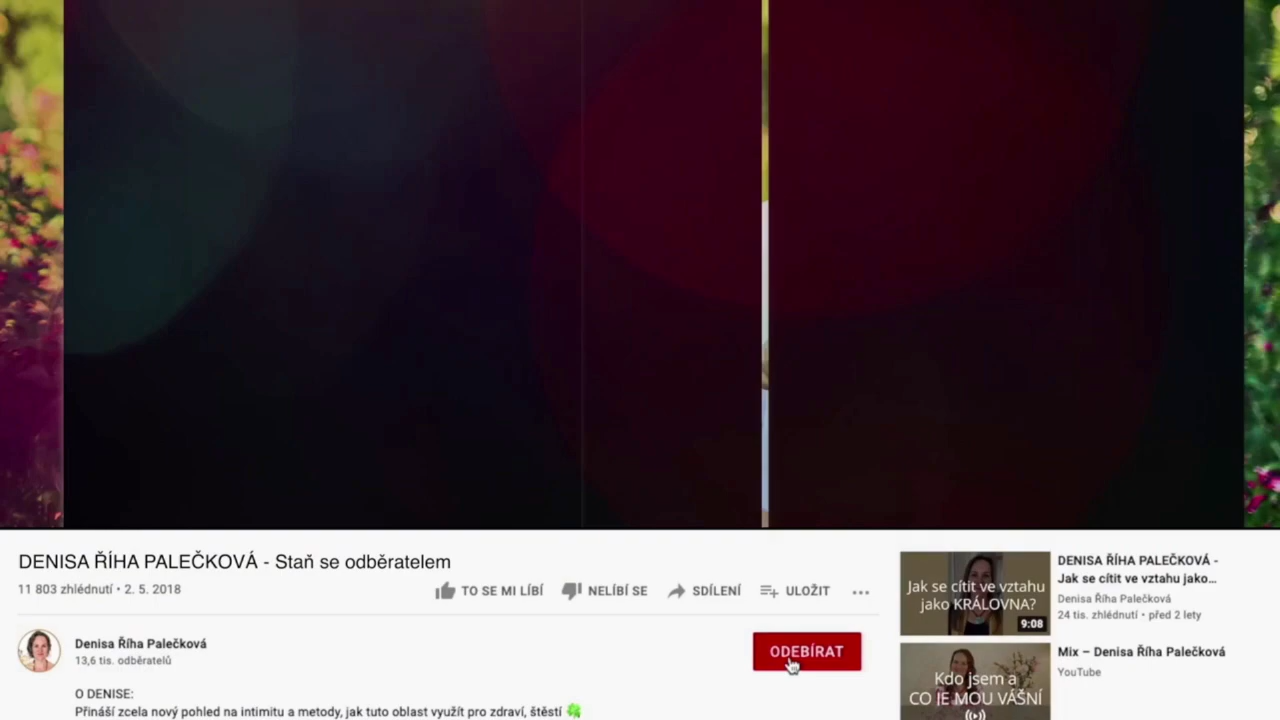 DENISA ŘÍHA PALEČKOVÁ - Staň se odběratelem
11 803 zhlédnutí • 2. 5. 2018
TO SE MI LÍBÍ
NELÍBÍ SE
SDÍLENÍ
ULOŽIT
Denisa Říha Palečková
13,6 tis. odběratelů
ODEBÍRAT
O DENISE:
Přináší zcela nový pohled na intimitu a metody, jak tuto oblast využít pro zdraví, štěstí 🍀
Jak se cítit ve vztahu
jako KRÁLOVNA?
9:08
DENISA ŘÍHA PALEČKOVÁ -
Jak se cítit ve vztahu jako...
Denisa Říha Palečková
24 tis. zhlédnutí • před 2 lety
Kdo jsem a
CO JE MOU VÁŠNÍ
Mix – Denisa Říha Palečková
YouTube